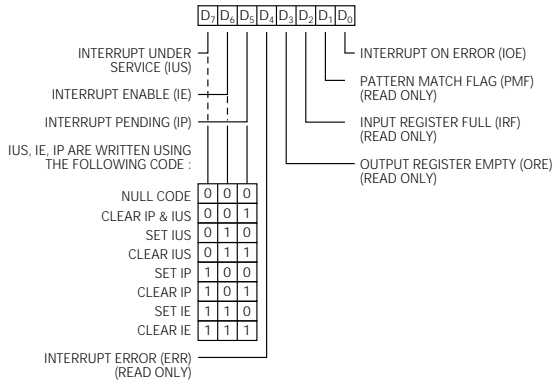 D7 D6 D5 D4 D3 D2 D1 D0
INTERRUPT UNDER
SERVICE (IUS)
INTERRUPT ENABLE (IE)
INTERRUPT PENDING (IP)
IUS, IE, IP ARE WRITTEN USING
THE FOLLOWING CODE :
NULL CODE 0 0 0
CLEAR IP & IUS 0 0 1
SET IUS 0 1 0
CLEAR IUS 0 1 1
SET IP 1 0 0
CLEAR IP 1 0 1
SET IE 1 1 0
CLEAR IE 1 1 1
INTERRUPT ERROR (ERR)
(READ ONLY)
INTERRUPT ON ERROR (IOE)
PATTERN MATCH FLAG (PMF)
(READ ONLY)
INPUT REGISTER FULL (IRF)
(READ ONLY)
OUTPUT REGISTER EMPTY (ORE)
(READ ONLY)